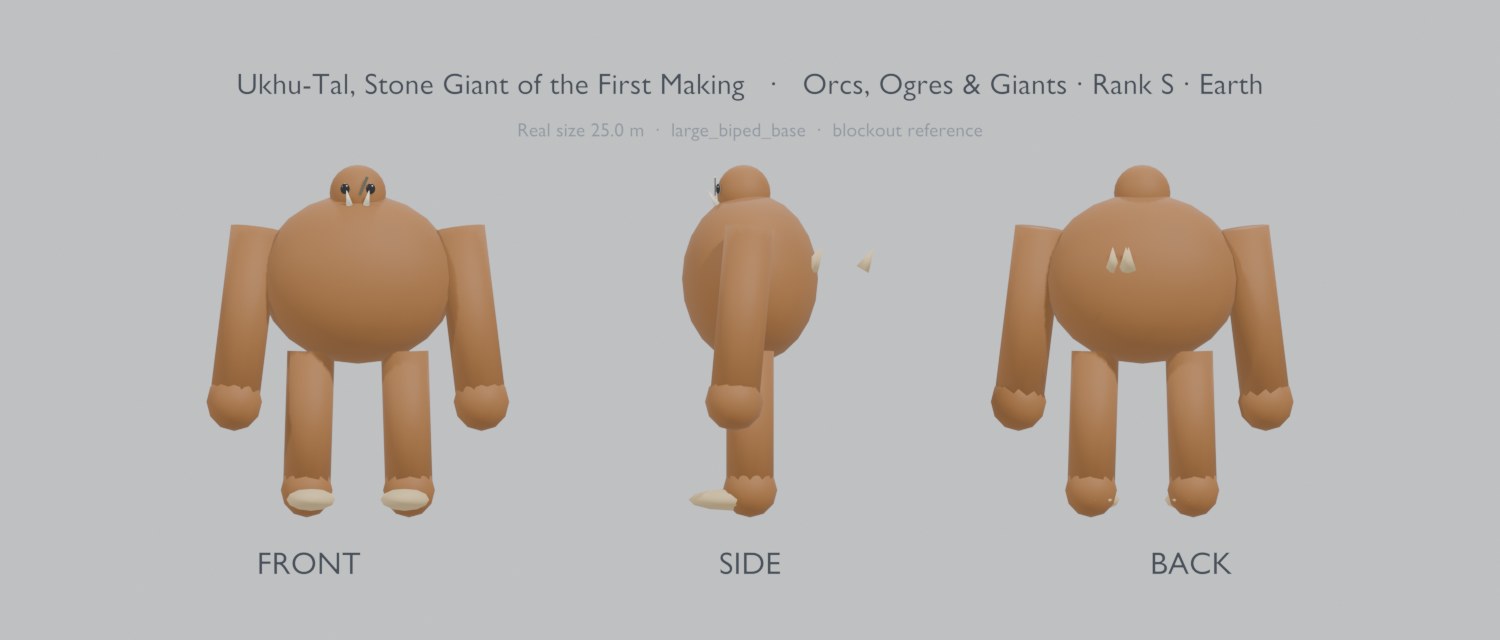 Ukhu-Tal, Stone Giant of the First Making · Orcs, Ogres & Giants · Rank S · Earth
Real size 25.0 m · large_biped_base · blockout reference
FRONT SIDE BACK